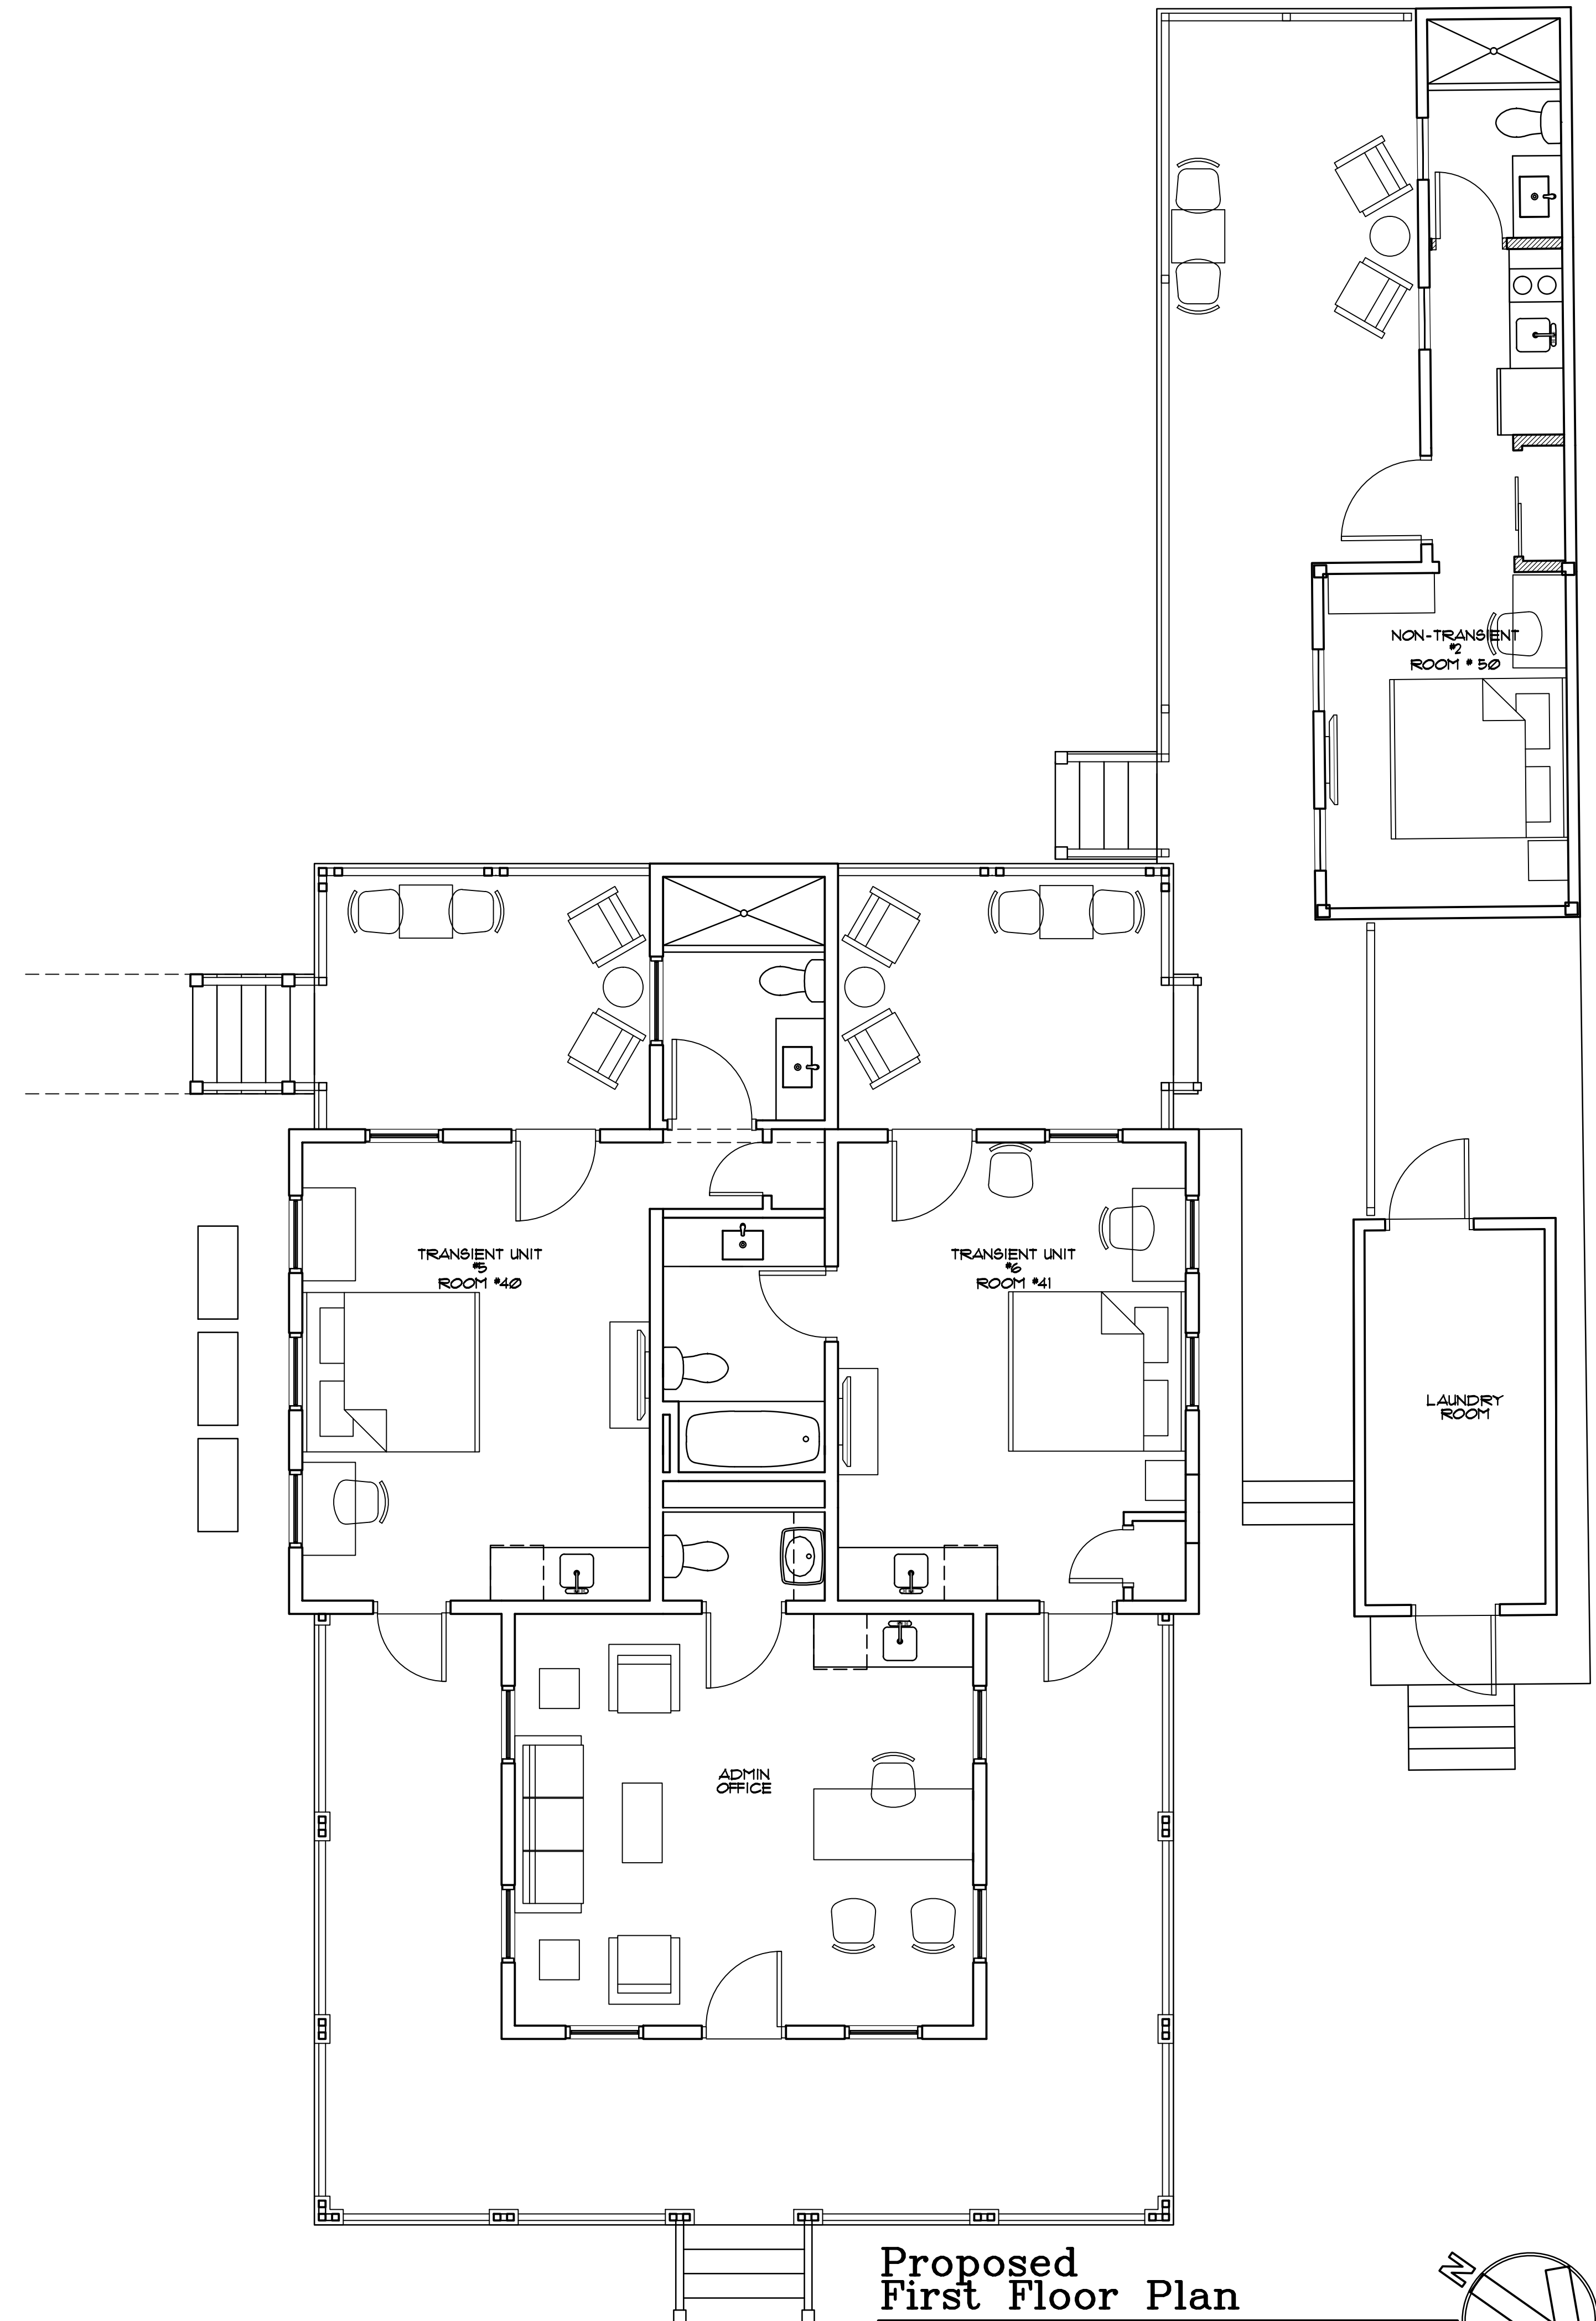 NON-TRANSIENT
#2
ROOM # 50
TRANSIENT UNIT
#5
ROOM #40
TRANSIENT UNIT
#6
ROOM #41
LAUNDRY
ROOM
ADMIN
OFFICE
Proposed
First Floor Plan
N